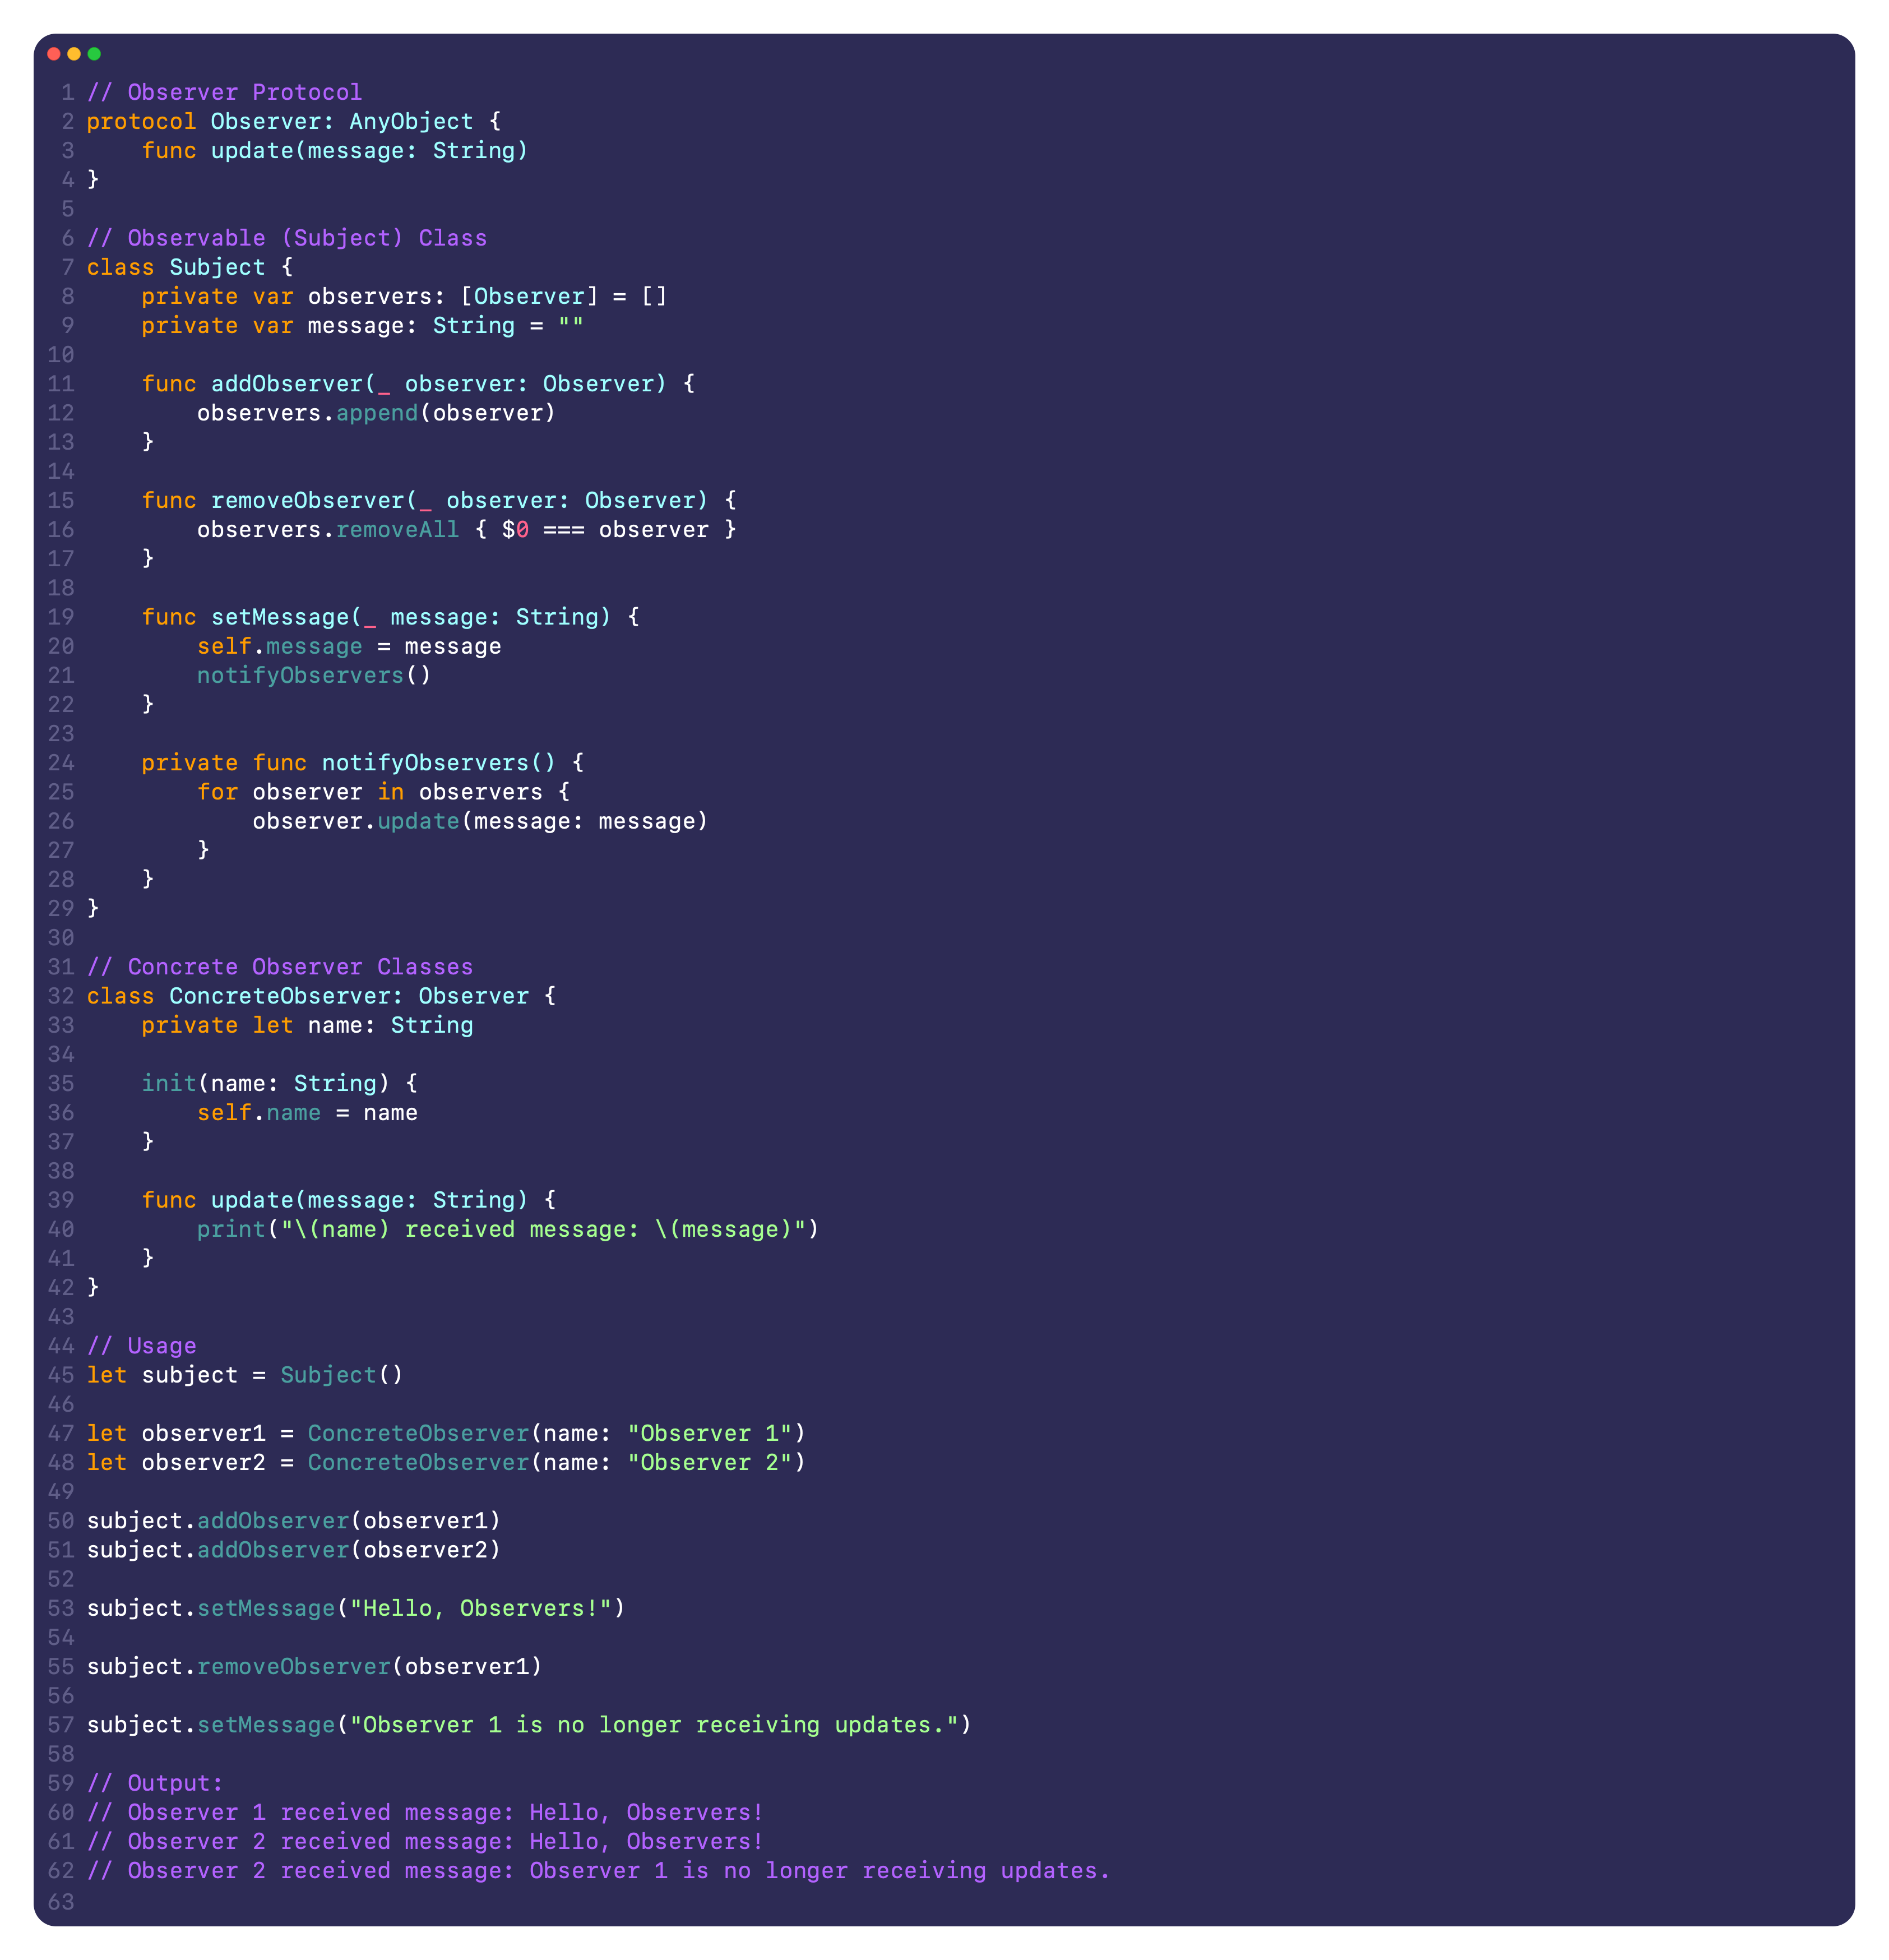 1 // Observer Protocol
2 protocol Observer: AnyObject {
3     func update(message: String)
4 }
5
6 // Observable (Subject) Class
7 class Subject {
8     private var observers: [Observer] = []
9     private var message: String = ""
10
11     func addObserver(_ observer: Observer) {
12         observers.append(observer)
13     }
14
15     func removeObserver(_ observer: Observer) {
16         observers.removeAll { $0 === observer }
17     }
18
19     func setMessage(_ message: String) {
20         self.message = message
21         notifyObservers()
22     }
23
24     private func notifyObservers() {
25         for observer in observers {
26             observer.update(message: message)
27         }
28     }
29 }
30
31 // Concrete Observer Classes
32 class ConcreteObserver: Observer {
33     private let name: String
34
35     init(name: String) {
36         self.name = name
37     }
38
39     func update(message: String) {
40         print("\(name) received message: \(message)")
41     }
42 }
43
44 // Usage
45 let subject = Subject()
46
47 let observer1 = ConcreteObserver(name: "Observer 1")
48 let observer2 = ConcreteObserver(name: "Observer 2")
49
50 subject.addObserver(observer1)
51 subject.addObserver(observer2)
52
53 subject.setMessage("Hello, Observers!")
54
55 subject.removeObserver(observer1)
56
57 subject.setMessage("Observer 1 is no longer receiving updates.")
58
59 // Output:
60 // Observer 1 received message: Hello, Observers!
61 // Observer 2 received message: Hello, Observers!
62 // Observer 2 received message: Observer 1 is no longer receiving updates.
63